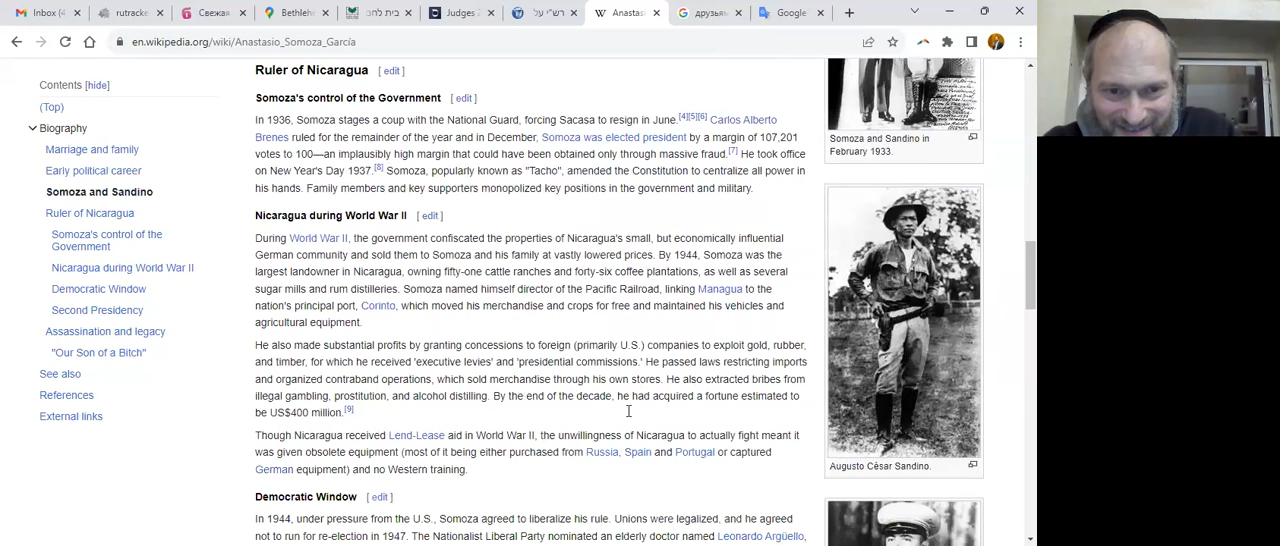 Inbox (4
rutracke
Свежая
Bethlehe
בית לחם
Judges 2
רש"י על
Anastasi
друзьям
Google
en.wikipedia.org/wiki/Anastasio_Somoza_García
Contents [hide]
(Top)
Biography
Marriage and family
Early political career
Somoza and Sandino
Ruler of Nicaragua
Somoza's control of the
Government
Nicaragua during World War II
Democratic Window
Second Presidency
Assassination and legacy
"Our Son of a Bitch"
See also
References
External links
Ruler of Nicaragua [ edit ]
Somoza's control of the Government [ edit ]
In 1936, Somoza stages a coup with the National Guard, forcing Sacasa to resign in June.[4][5][6] Carlos Alberto
Brenes ruled for the remainder of the year and in December, Somoza was elected president by a margin of 107,201
votes to 100—an implausibly high margin that could have been obtained only through massive fraud.[7] He took office
on New Year's Day 1937.[8] Somoza, popularly known as "Tacho", amended the Constitution to centralize all power in
his hands. Family members and key supporters monopolized key positions in the government and military.
Nicaragua during World War II [ edit ]
During World War II, the government confiscated the properties of Nicaragua's small, but economically influential
German community and sold them to Somoza and his family at vastly lowered prices. By 1944, Somoza was the
largest landowner in Nicaragua, owning fifty-one cattle ranches and forty-six coffee plantations, as well as several
sugar mills and rum distilleries. Somoza named himself director of the Pacific Railroad, linking Managua to the
nation's principal port, Corinto, which moved his merchandise and crops for free and maintained his vehicles and
agricultural equipment.
He also made substantial profits by granting concessions to foreign (primarily U.S.) companies to exploit gold, rubber,
and timber, for which he received 'executive levies' and 'presidential commissions.' He passed laws restricting imports
and organized contraband operations, which sold merchandise through his own stores. He also extracted bribes from
illegal gambling, prostitution, and alcohol distilling. By the end of the decade, he had acquired a fortune estimated to
be US$400 million.[9]
Though Nicaragua received Lend-Lease aid in World War II, the unwillingness of Nicaragua to actually fight meant it
was given obsolete equipment (most of it being either purchased from Russia, Spain and Portugal or captured
German equipment) and no Western training.
Democratic Window [ edit ]
In 1944, under pressure from the U.S., Somoza agreed to liberalize his rule. Unions were legalized, and he agreed
not to run for re-election in 1947. The Nationalist Liberal Party nominated an elderly doctor named Leonardo Argüello,
Somoza and Sandino in
February 1933.
Augusto César Sandino.